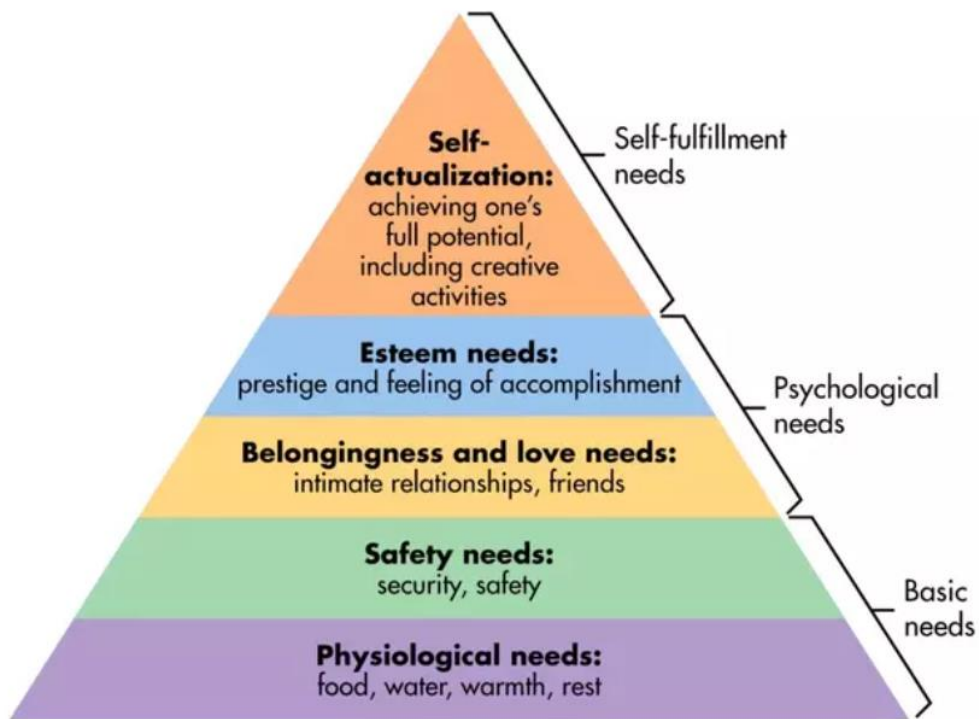 Self-
actualization:
achieving one's
full potential,
including creative
activities
Self-fulfillment
needs
Esteem needs:
prestige and feeling of accomplishment
Psychological
needs
Belongingness and love needs:
intimate relationships, friends
Safety needs:
security, safety
Basic
needs
Physiological needs:
food, water, warmth, rest